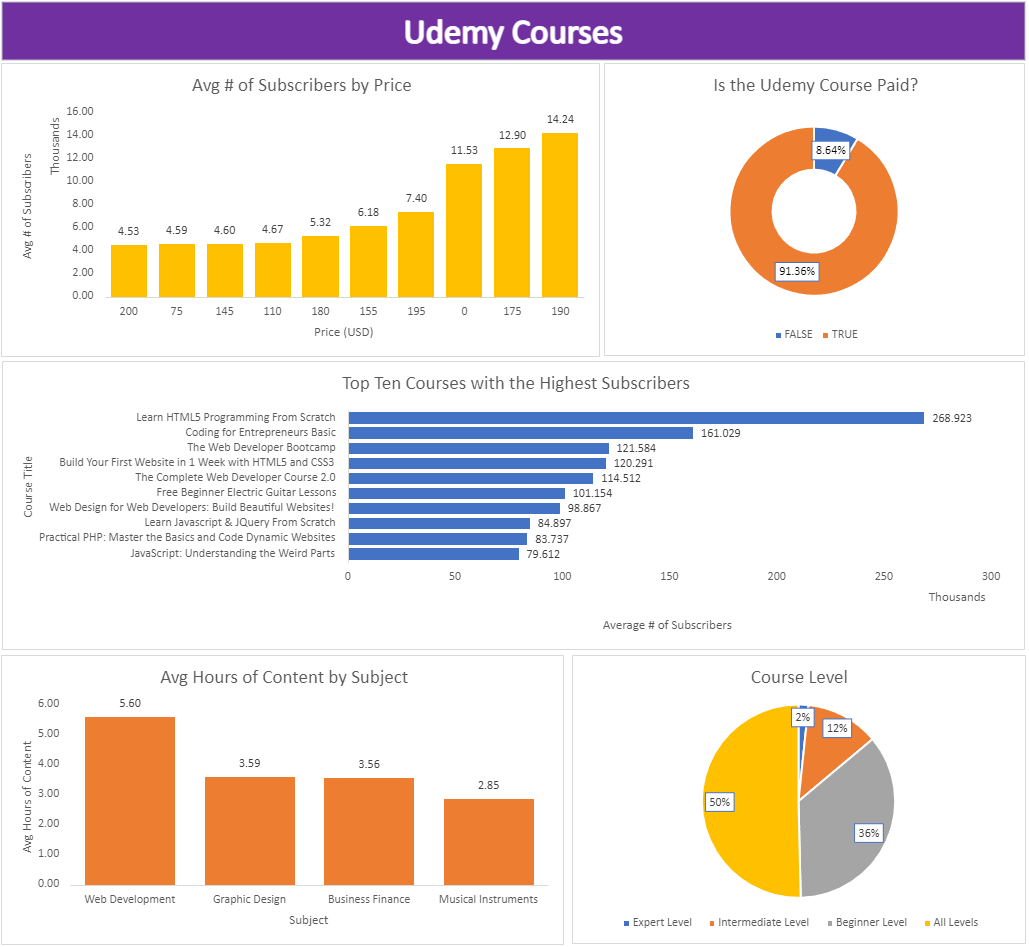 Udemy Courses
Avg # of Subscribers by Price
Avg # of Subscribers
Thousands
16.00
14.00
12.00
10.00
8.00
6.00
4.00
2.00
0.00
4.53
4.59
4.60
4.67
5.32
6.18
7.40
11.53
12.90
14.24
200 75 145 110 180 155 195 0 175 190
Price (USD)
Is the Udemy Course Paid?
8.64%
91.36%
FALSE TRUE
Top Ten Courses with the Highest Subscribers
Course Title
Learn HTML5 Programming From Scratch 268.923
Coding for Entrepreneurs Basic 161.029
The Web Developer Bootcamp 121.584
Build Your First Website in 1 Week with HTML5 and CSS3 120.291
The Complete Web Developer Course 2.0 114.512
Free Beginner Electric Guitar Lessons 101.154
Web Design for Web Developers: Build Beautiful Websites! 98.867
Learn Javascript & JQuery From Scratch 84.897
Practical PHP: Master the Basics and Code Dynamic Websites 83.737
JavaScript: Understanding the Weird Parts 79.612
0 50 100 150 200 250 300
Thousands
Average # of Subscribers
Avg Hours of Content by Subject
Avg Hours of Content
6.00
5.00
4.00
3.00
2.00
1.00
0.00
5.60
3.59
3.56
2.85
Web Development Graphic Design Business Finance Musical Instruments
Subject
Course Level
2%
12%
50%
36%
Expert Level Intermediate Level Beginner Level All Levels